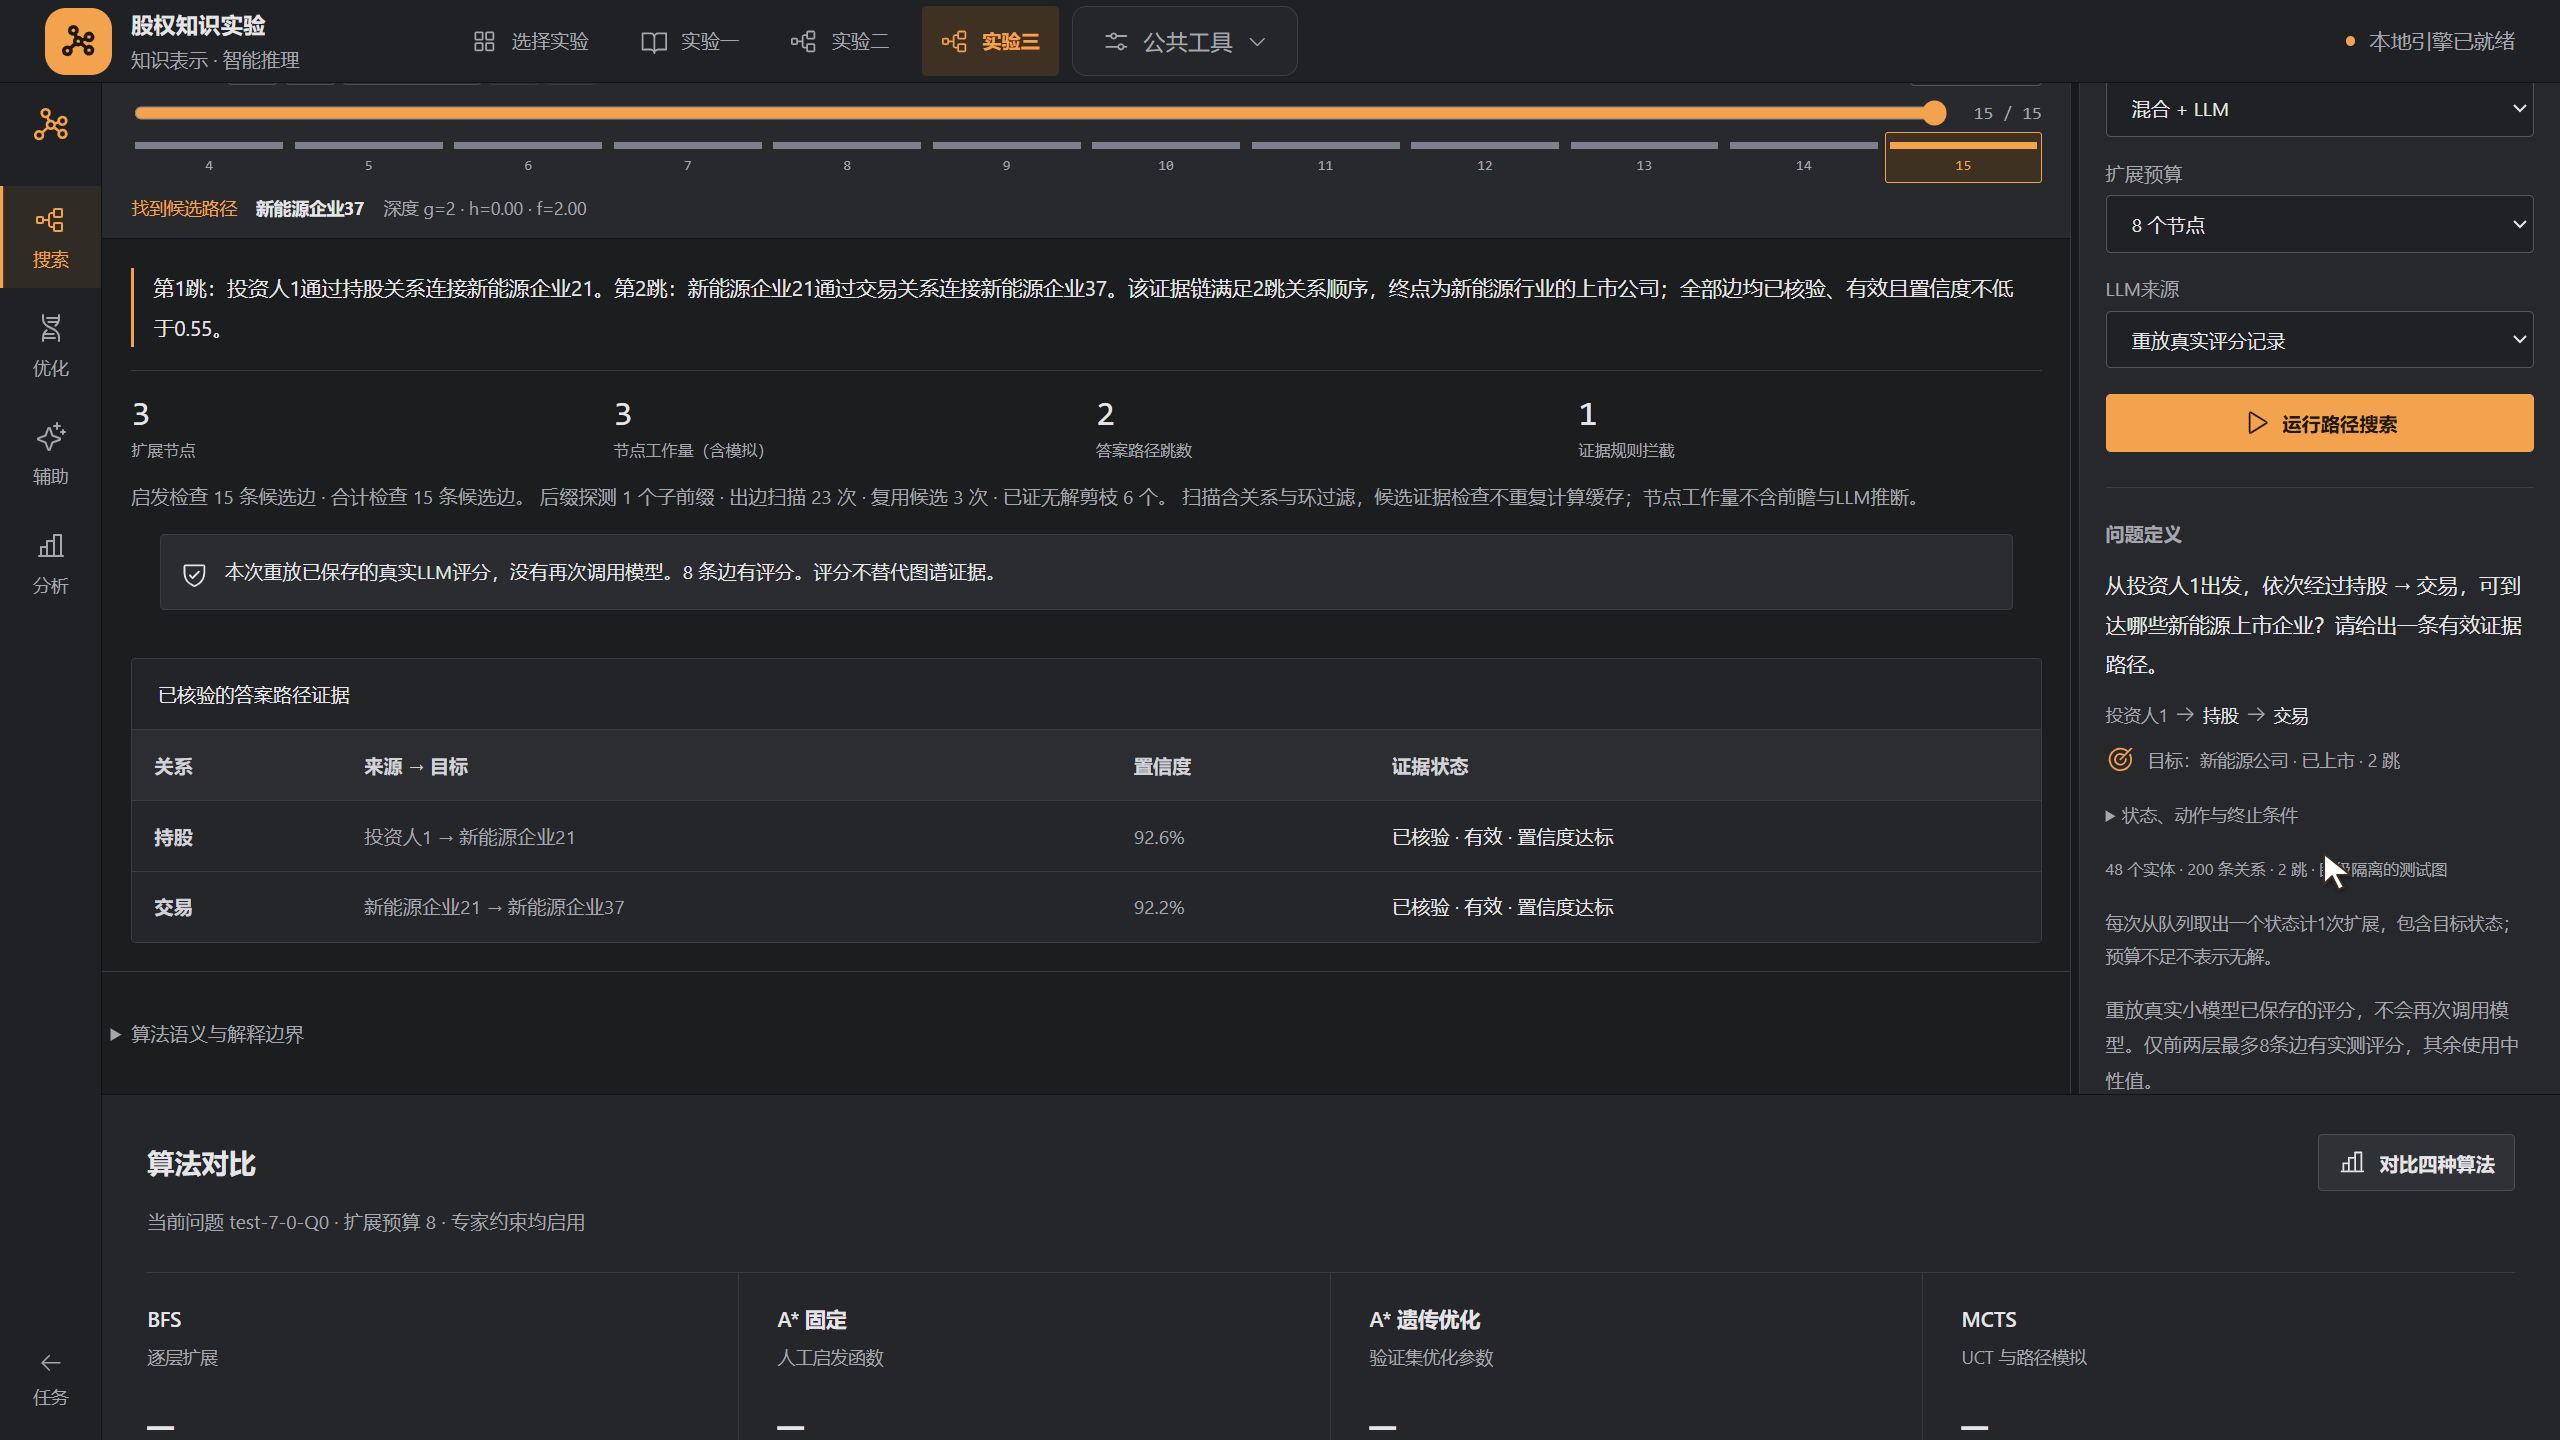 股权知识实验
知识表示 · 智能推理
选择实验
实验一
实验二
实验三
公共工具
本地引擎已就绪
搜索
优化
辅助
分析
任务
15 / 15
4 5 6 7 8 9 10 11 12 13 14 15
找到候选路径 新能源企业37 深度 g=2 · h=0.00 · f=2.00
第1跳：投资人1通过持股关系连接新能源企业21。第2跳：新能源企业21通过交易关系连接新能源企业37。该证据链满足2跳关系顺序，终点为新能源行业的上市公司；全部边均已核验、有效且置信度不低
于0.55。
3 3 2 1
扩展节点 节点工作量（含模拟） 答案路径跳数 证据规则拦截
启发检查 15 条候选边 · 合计检查 15 条候选边。 后缀探测 1 个子前缀 · 出边扫描 23 次 · 复用候选 3 次 · 已证无解剪枝 6 个。 扫描含关系与环过滤，候选证据检查不重复计算缓存；节点工作量不含前瞻与LLM推断。
本次重放已保存的真实LLM评分，没有再次调用模型。8 条边有评分。评分不替代图谱证据。
已核验的答案路径证据
关系 来源 → 目标 置信度 证据状态
持股 投资人1 → 新能源企业21 92.6% 已核验 · 有效 · 置信度达标
交易 新能源企业21 → 新能源企业37 92.2% 已核验 · 有效 · 置信度达标
算法语义与解释边界
混合 + LLM
扩展预算
8 个节点
LLM来源
重放真实评分记录
运行路径搜索
问题定义
从投资人1出发，依次经过持股 → 交易，可到
达哪些新能源上市企业？请给出一条有效证据
路径。
投资人1 → 持股 → 交易
目标：新能源公司 · 已上市 · 2 跳
状态、动作与终止条件
48 个实体 · 200 条关系 · 2 跳 · 隔离的测试图
每次从队列取出一个状态计1次扩展，包含目标状态；
预算不足不表示无解。
重放真实小模型已保存的评分，不会再次调用模
型。仅前两层最多8条边有实测评分，其余使用中
性值。
算法对比
对比四种算法
当前问题 test-7-0-Q0 · 扩展预算 8 · 专家约束均启用
BFS
逐层扩展
—
A* 固定
人工启发函数
—
A* 遗传优化
验证集优化参数
—
MCTS
UCT 与路径模拟
—